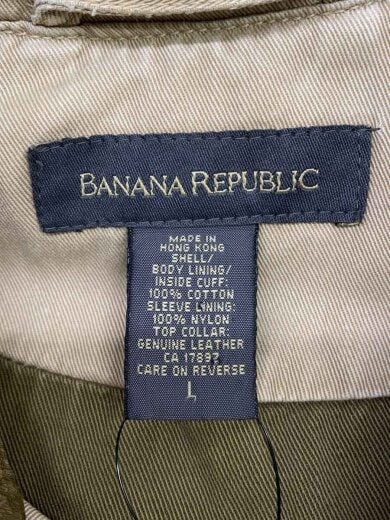 BANANA REPUBLIC
MADE IN
HONG KONG
SHELL/
BODY LINING/
INSIDE CUFF:
100% COTTON
SLEEVE LINING:
100% NYLON
TOP COLLAR:
GENUINE LEATHER
CA 17897
CARE ON REVERSE
L